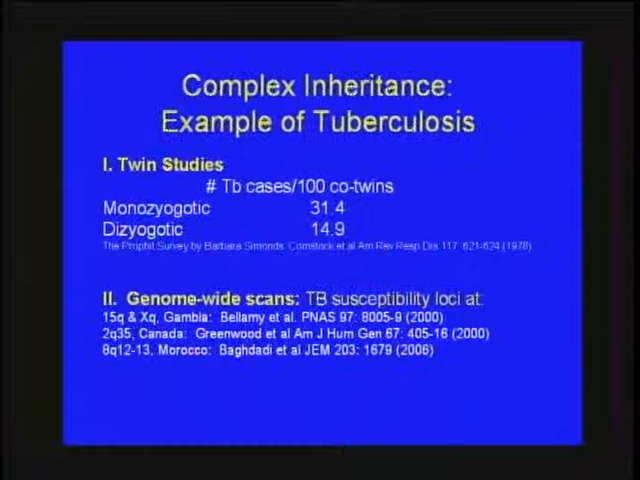 Complex Inheritance:
Example of Tuberculosis
I. Twin Studies
# Tb cases/100 co-twins
Monozyogotic 31.4
Dizyogotic 14.9
The Prophit Survey by Barbara Simonds. Comstock et al Am Rev Resp Dis 117: 621-624 (1978)
II. Genome-wide scans: TB susceptibility loci at:
15q & Xq, Gambia: Bellamy et al. PNAS 97: 8005-9 (2000)
2q35, Canada: Greenwood et al Am J Hum Gen 67: 405-16 (2000)
8q12-13, Morocco: Baghdadi et al JEM 203: 1679 (2006)